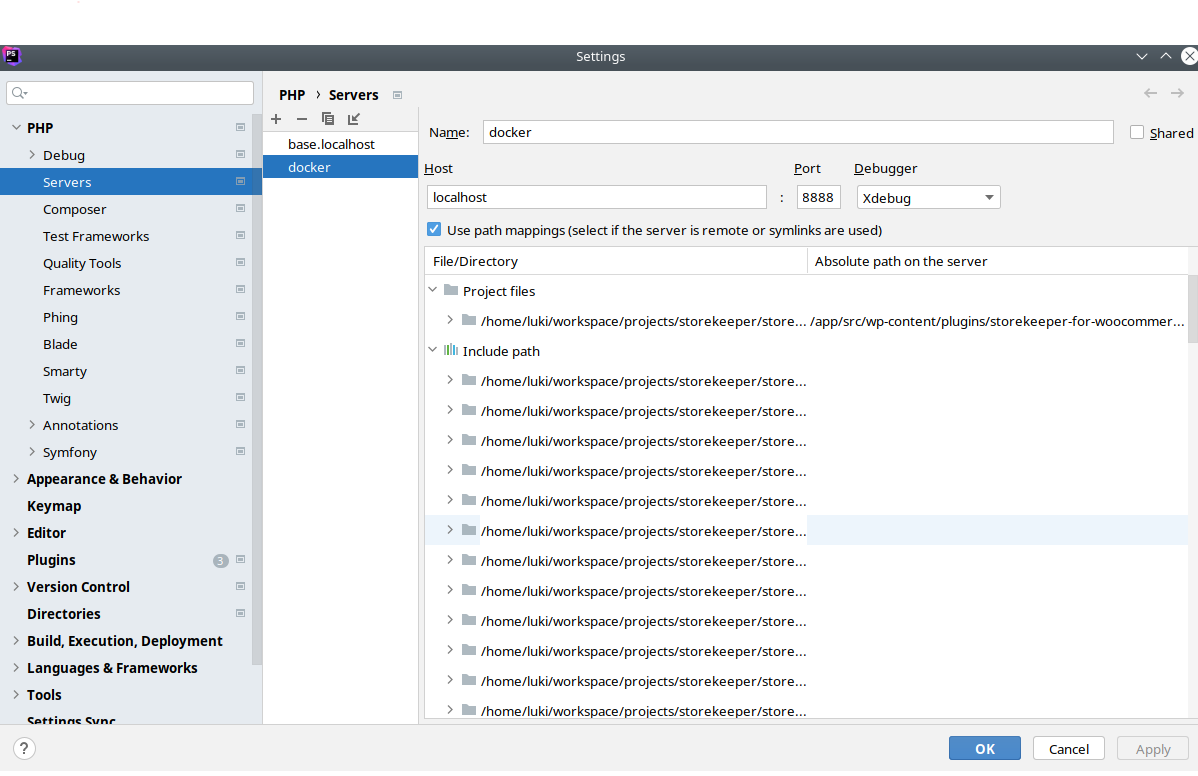 PS
Settings
PHP
Debug
Servers
Composer
Test Frameworks
Quality Tools
Frameworks
Phing
Blade
Smarty
Twig
Annotations
Symfony
Appearance & Behavior
Keymap
Editor
Plugins 3
Version Control
Directories
Build, Execution, Deployment
Languages & Frameworks
Tools
Settings Sync
PHP › Servers
base.localhost
docker
Name: docker Shared
Host Port Debugger
localhost : 8888 Xdebug
Use path mappings (select if the server is remote or symlinks are used)
File/Directory Absolute path on the server
Project files
/home/luki/workspace/projects/storekeeper/store... /app/src/wp-content/plugins/storekeeper-for-woocommer...
Include path
/home/luki/workspace/projects/storekeeper/store...
/home/luki/workspace/projects/storekeeper/store...
/home/luki/workspace/projects/storekeeper/store...
/home/luki/workspace/projects/storekeeper/store...
/home/luki/workspace/projects/storekeeper/store...
/home/luki/workspace/projects/storekeeper/store...
/home/luki/workspace/projects/storekeeper/store...
/home/luki/workspace/projects/storekeeper/store...
/home/luki/workspace/projects/storekeeper/store...
/home/luki/workspace/projects/storekeeper/store...
/home/luki/workspace/projects/storekeeper/store...
/home/luki/workspace/projects/storekeeper/store...
? OK Cancel Apply